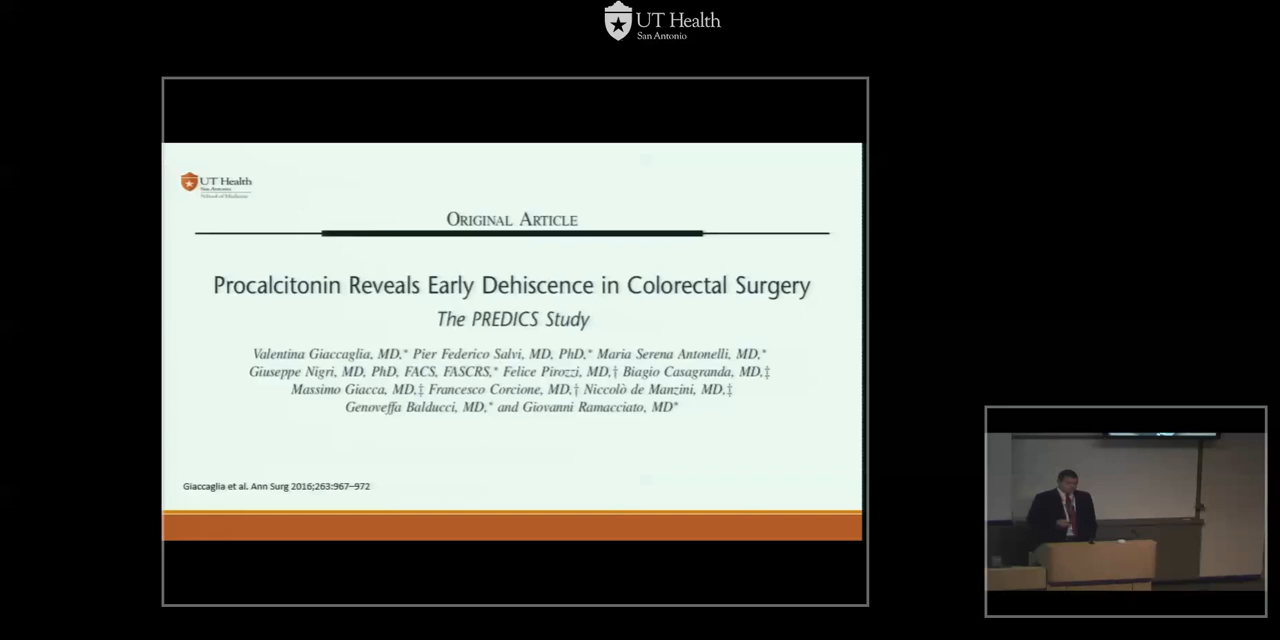 UT Health
San Antonio
UT Health
San Antonio
School of Medicine
ORIGINAL ARTICLE
Procalcitonin Reveals Early Dehiscence in Colorectal Surgery
The PREDICS Study
Valentina Giaccaglia, MD,* Pier Federico Salvi, MD, PhD,* Maria Serena Antonelli, MD,*
Giuseppe Nigri, MD, PhD, FACS, FASCRS,* Felice Pirozzi, MD,† Biagio Casagranda, MD,‡
Massimo Giacca, MD,‡ Francesco Corcione, MD,† Niccolò de Manzini, MD,‡
Genoveffa Balducci, MD,* and Giovanni Ramacciato, MD*
Giaccaglia et al. Ann Surg 2016;263:967–972